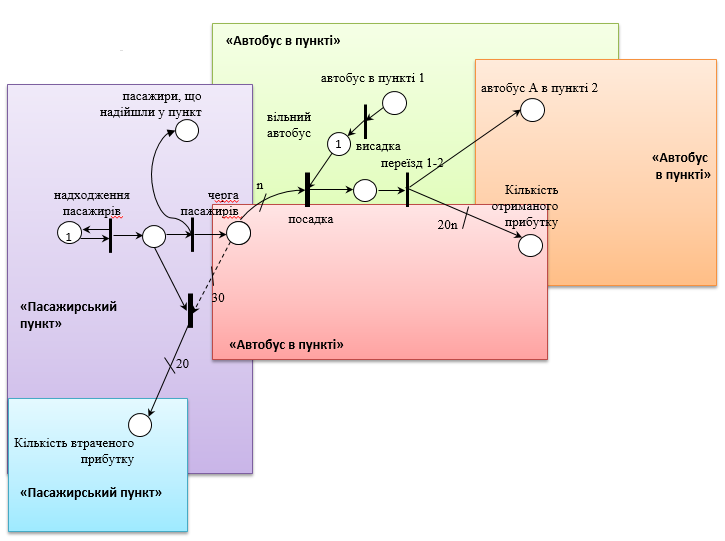 «Автобус в пункті»
автобус в пункті 1
автобус А в пункті 2
пасажири, що
надійшли у пункт
вільний
автобус
1
висадка
переїзд 1-2
«Автобус
в пункті»
надходження
пасажирів
черга
пасажирів
n
посадка
Кількість
отриманого
прибутку
20n
1
30
«Пасажирський
пункт»
«Автобус в пункті»
20
Кількість втраченого
прибутку
«Пасажирський пункт»